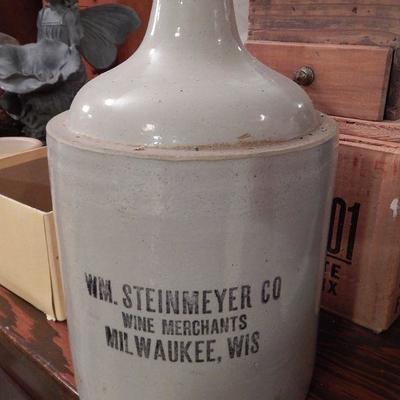 WM. STEINMEYER CO
WINE MERCHANTS
MILWAUKEE, WIS